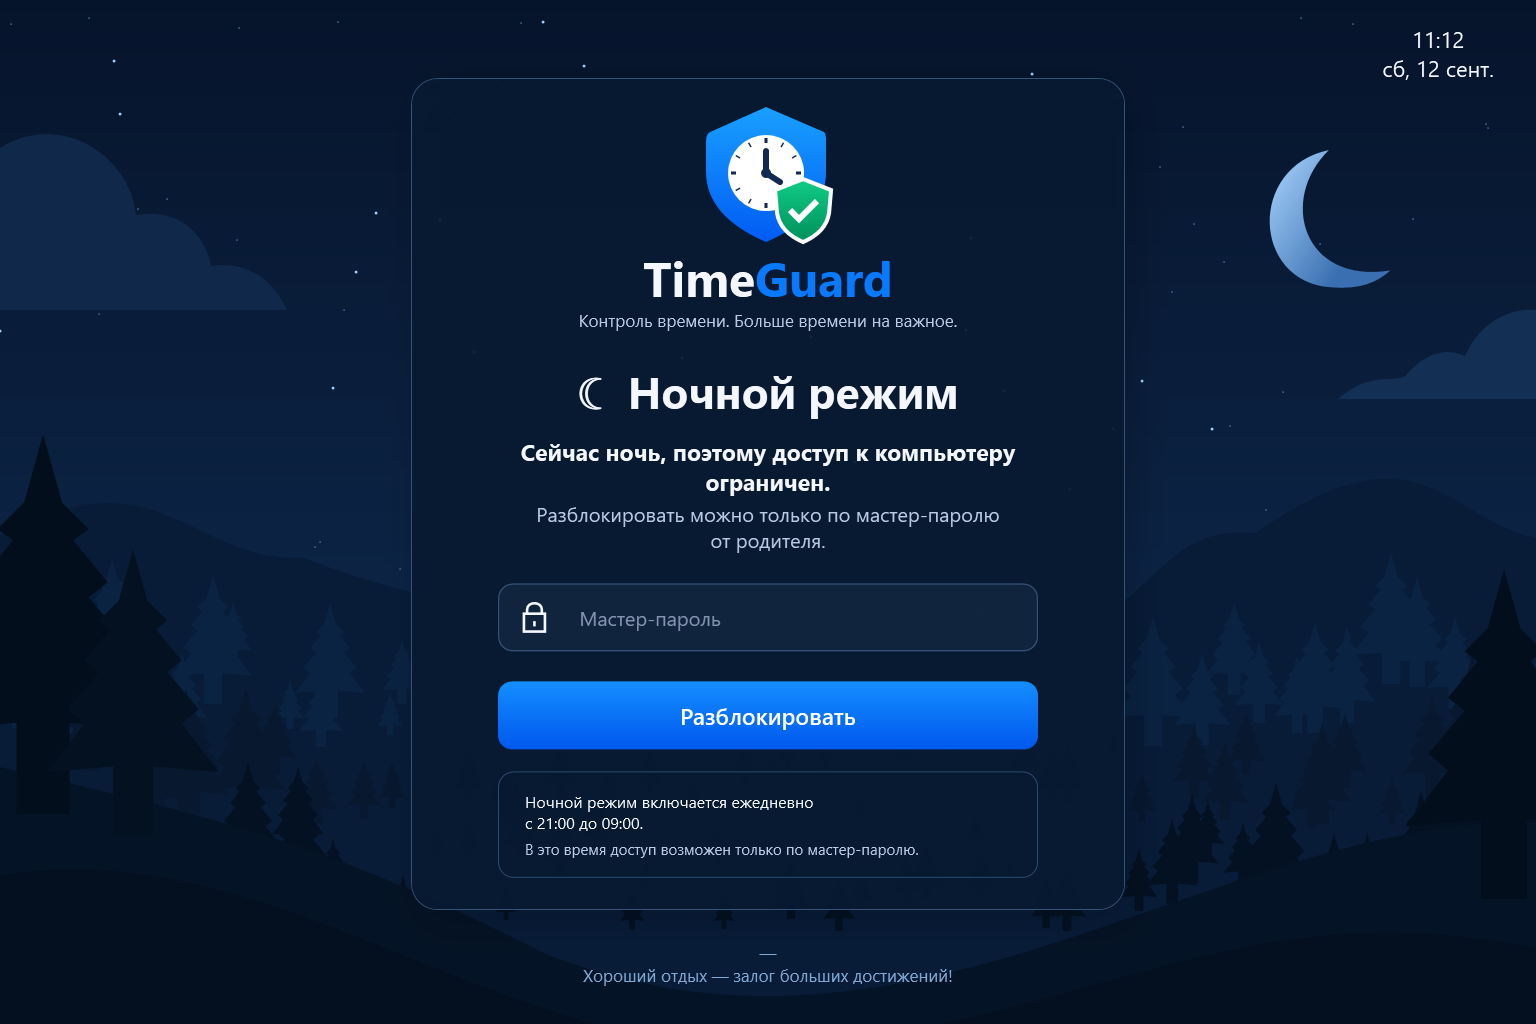 11:12
сб, 12 сент.
TimeGuard
Контроль времени. Больше времени на важное.
☾ Ночной режим
Сейчас ночь, поэтому доступ к компьютеру
ограничен.
Разблокировать можно только по мастер-паролю
от родителя.
Мастер-пароль
Разблокировать
Ночной режим включается ежедневно
с 21:00 до 09:00.
В это время доступ возможен только по мастер-паролю.
—
Хороший отдых — залог больших достижений!